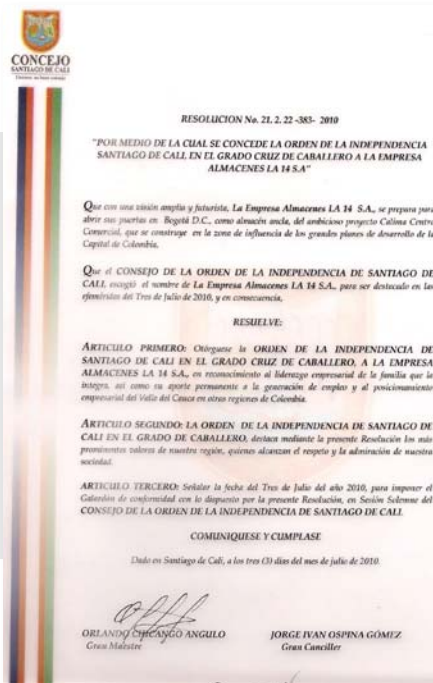 CONCEJO
SANTIAGO DE CALI
RESOLUCION No. 21. 2. 22 -383- 2010
"POR MEDIO DE LA CUAL SE CONCEDE LA ORDEN DE LA INDEPENDENCIA
SANTIAGO DE CALI, EN EL GRADO CRUZ DE CABALLERO A LA EMPRESA
ALMACENES LA 14 S.A"
Que con una visión amplia y futurista, La Empresa Almacenes LA 14 S.A., se prepara para
abrir sus puertas en Bogotá D.C., como almacén ancla, del ambicioso proyecto Calima Centro
Comercial, que se construye en la zona de influencia de los grandes planes de desarrollo de la
Capital de Colombia,
Que el CONSEJO DE LA ORDEN DE LA INDEPENDENCIA DE SANTIAGO DE
CALI, escogió el nombre de La Empresa Almacenes LA 14 S.A., para ser destacado en las
efemérides del Tres de Julio de 2010, y en consecuencia,
RESUELVE:
ARTICULO PRIMERO: Otórguese la ORDEN DE LA INDEPENDENCIA DE
SANTIAGO DE CALI EN EL GRADO CRUZ DE CABALLERO, A LA EMPRESA
ALMACENES LA 14 S.A., en reconocimiento al liderazgo empresarial de la familia que la
integra, así como su aporte permanente a la generación de empleo y al posicionamiento
empresarial del Valle del Cauca en otras regiones de Colombia.
ARTICULO SEGUNDO: LA ORDEN DE LA INDEPENDENCIA DE SANTIAGO DE
CALI EN EL GRADO DE CABALLERO, destaca mediante la presente Resolución los más
prominentes valores de nuestra región, quienes alcanzan el respeto y la admiración de nuestra
sociedad.
ARTICULO TERCERO: Señalar la fecha del Tres de Julio del año 2010, para imponer el
Galardón de conformidad con lo dispuesto por la presente Resolución, en Sesión Solemne del
CONSEJO DE LA ORDEN DE LA INDEPENDENCIA DE SANTIAGO DE CALI.
COMUNIQUESE Y CUMPLASE
Dado en Santiago de Cali, a los tres (3) días del mes de julio de 2010.
ORLANDO CHICANGO ANGULO
Gran Maestre
JORGE IVAN OSPINA GÓMEZ
Gran Canciller